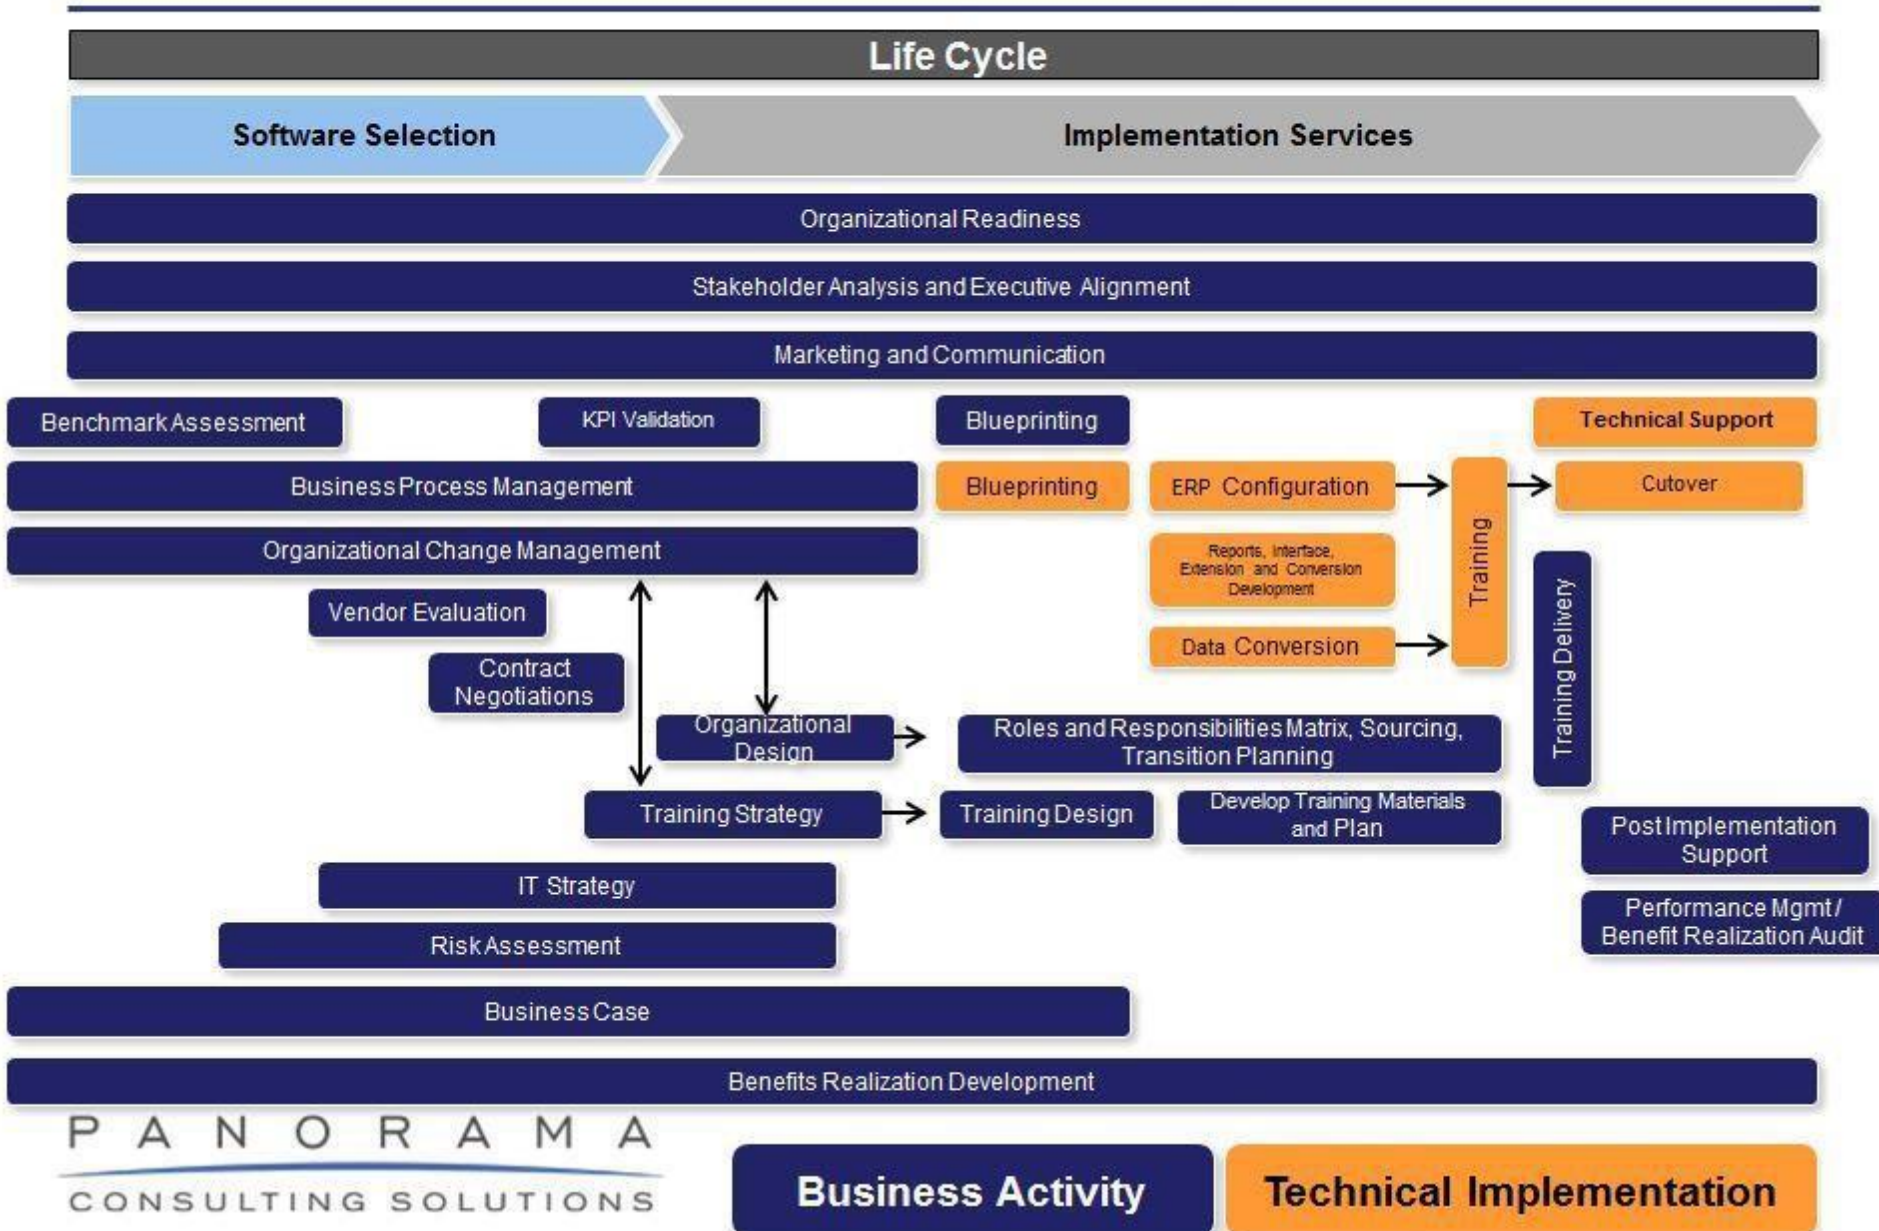 Life Cycle
Software Selection
Implementation Services
Organizational Readiness
Stakeholder Analysis and Executive Alignment
Marketing and Communication
Benchmark Assessment
KPI Validation
Blueprinting
Technical Support
Business Process Management
Blueprinting
ERP Configuration
Training
Cutover
Organizational Change Management
Reports, Interface,
Extension and Conversion
Development
Training Delivery
Vendor Evaluation
Data Conversion
Contract
Negotiations
Organizational
Design
Roles and Responsibilities Matrix, Sourcing,
Transition Planning
Training Strategy
Training Design
Develop Training Materials
and Plan
Post Implementation
Support
IT Strategy
Performance Mgmt /
Benefit Realization Audit
Risk Assessment
Business Case
Benefits Realization Development
PANORAMA
CONSULTING SOLUTIONS
Business Activity
Technical Implementation